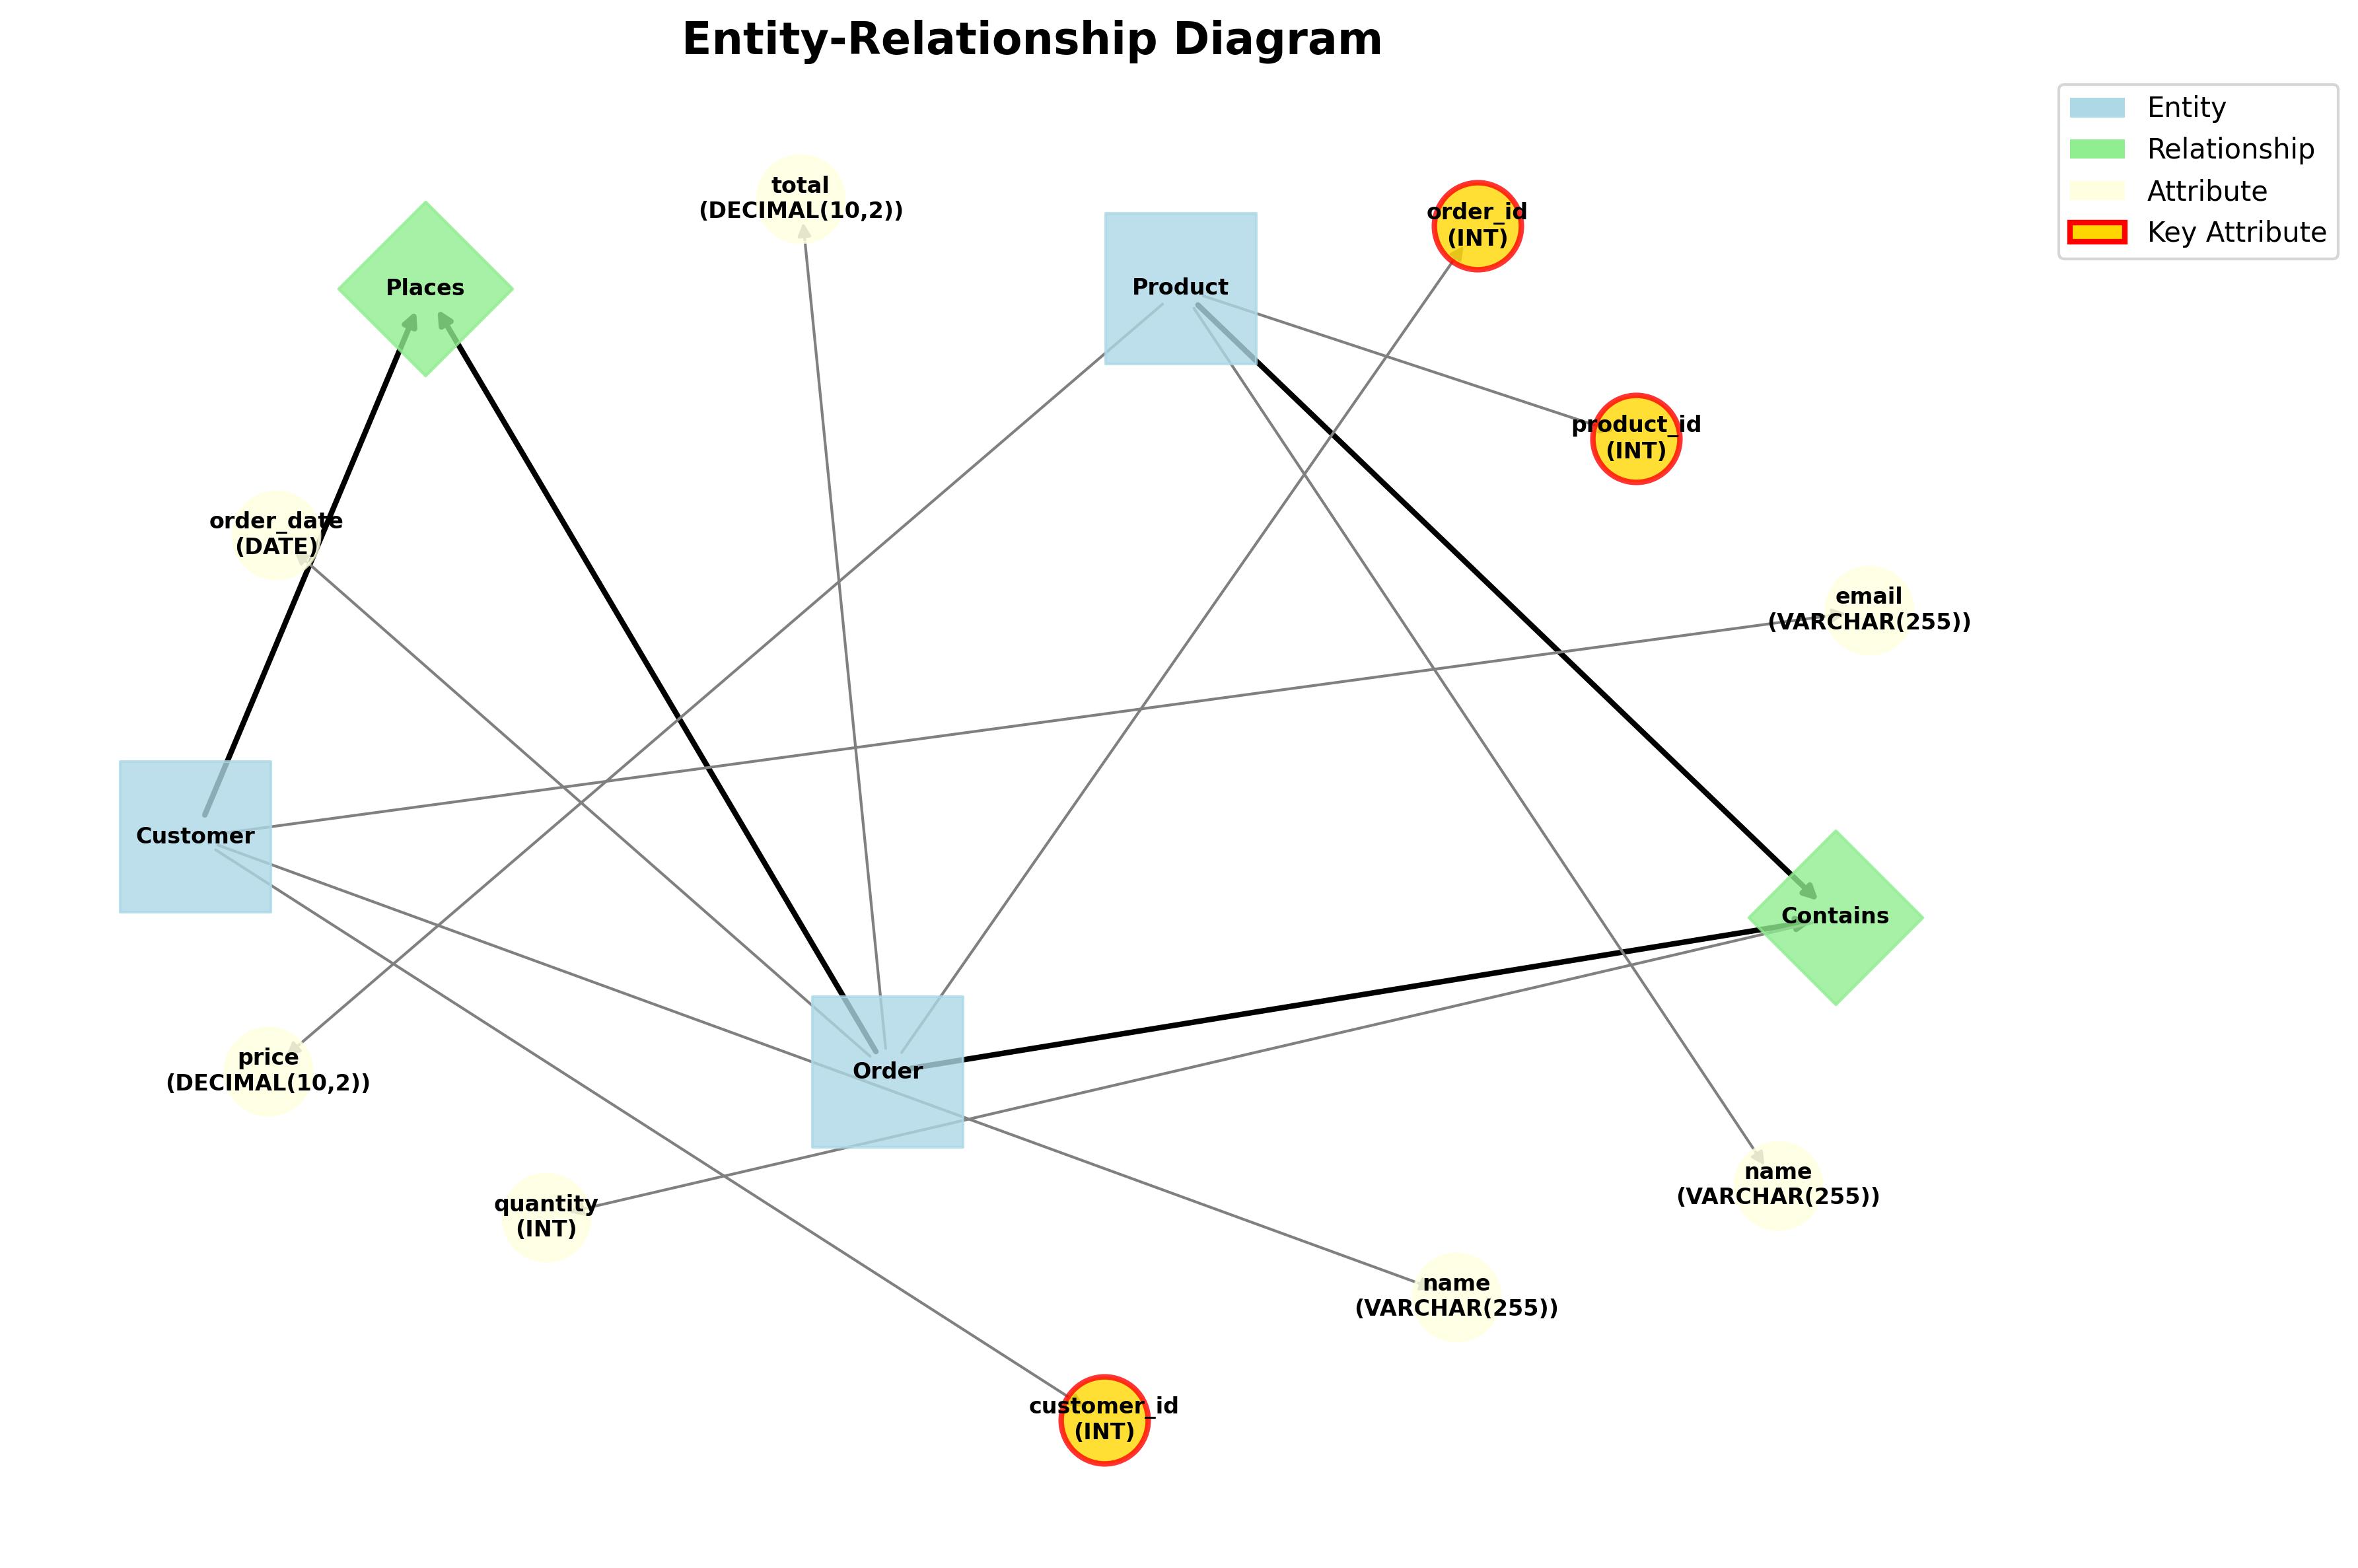 Entity-Relationship Diagram
Entity
Relationship
Attribute
Key Attribute
total
(DECIMAL(10,2))
order_id
(INT)
Places
Product
product_id
(INT)
order_date
(DATE)
email
(VARCHAR(255))
Customer
Contains
price
(DECIMAL(10,2))
Order
name
(VARCHAR(255))
quantity
(INT)
name
(VARCHAR(255))
customer_id
(INT)